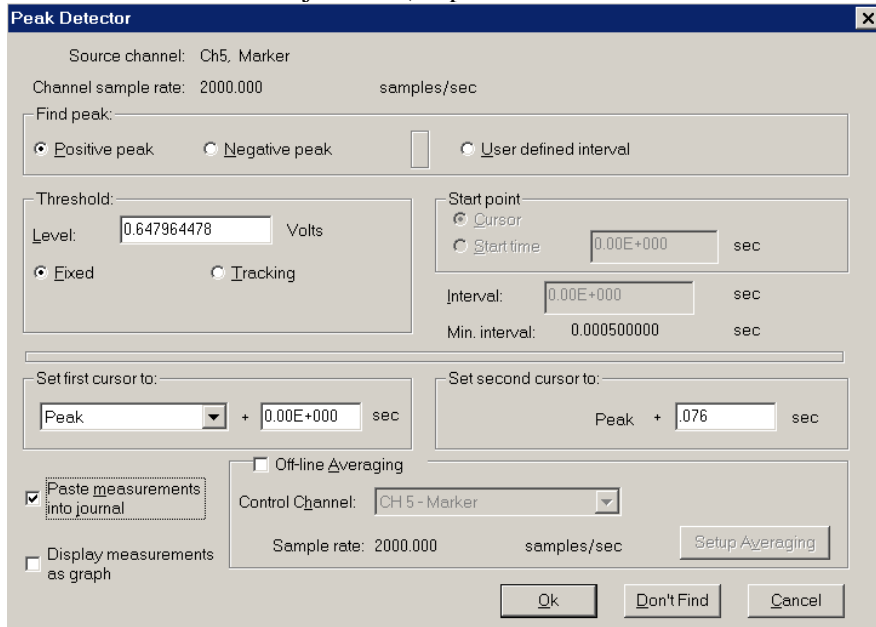 Peak Detector
Source channel: Ch5, Marker
Channel sample rate: 2000.000 samples/sec
Find peak:
Positive peak Negative peak User defined interval
Threshold:
Level: 0.647964478 Volts
Fixed Tracking
Start point
Cursor
Start time 0.00E+000 sec
Interval: 0.00E+000 sec
Min. interval: 0.000500000 sec
Set first cursor to:
Peak + 0.00E+000 sec
Set second cursor to:
Peak + .076 sec
Paste measurements
into journal
Display measurements
as graph
Off-line Averaging
Control Channel: CH 5 - Marker
Sample rate: 2000.000 samples/sec
Setup Averaging
Ok Don't Find Cancel